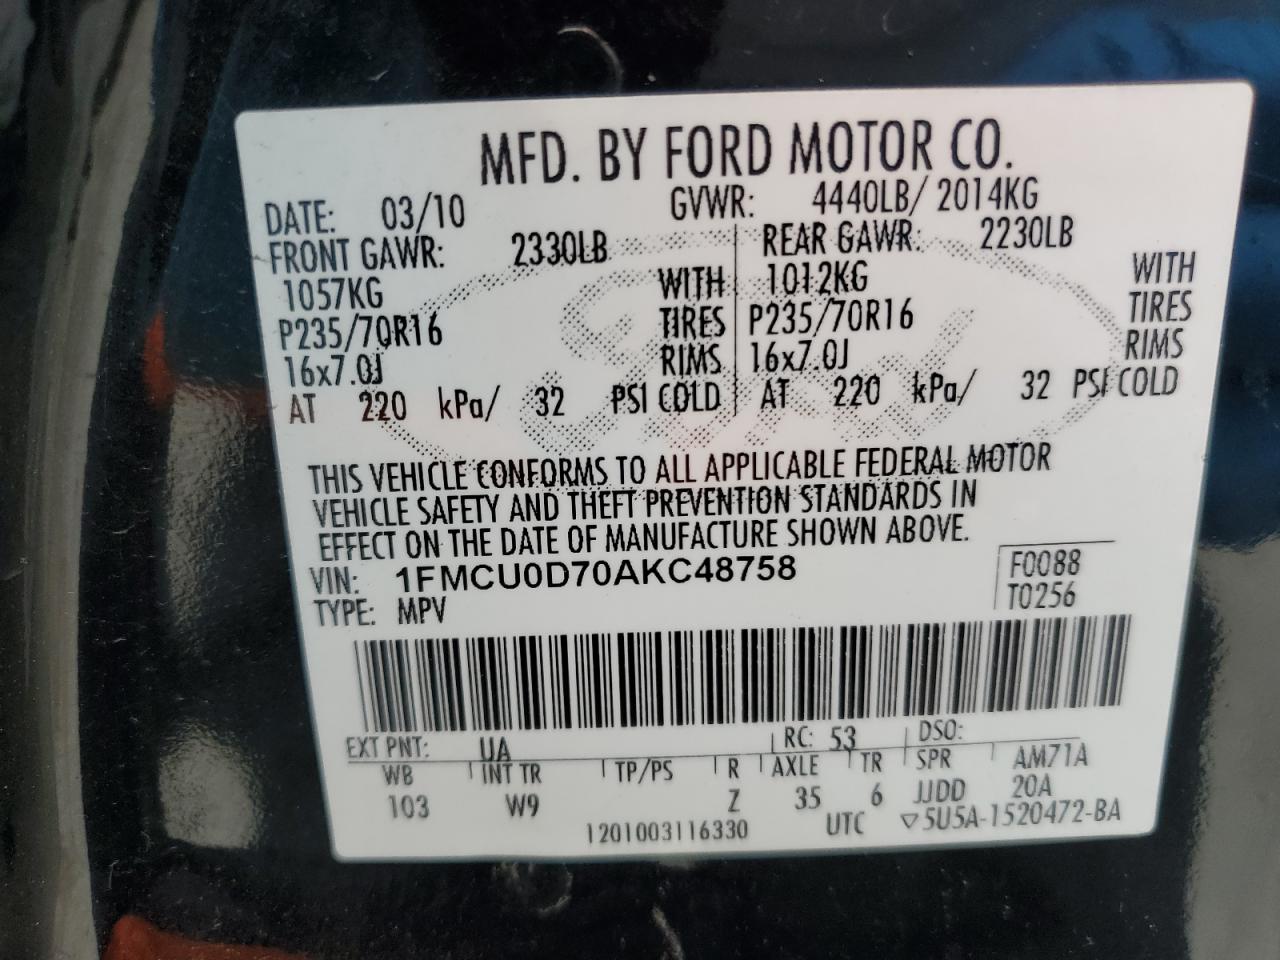 MFD. BY FORD MOTOR CO.
DATE: 03/10 GVWR: 4440LB/ 2014KG
FRONT GAWR: 2330LB REAR GAWR: 2230LB
1057KG WITH 1012KG WITH
P235/70R16 TIRES P235/70R16 TIRES
16x7.0J RIMS 16x7.0J RIMS
AT 220 kPa/ 32 PSI COLD AT 220 kPa/ 32 PSI COLD
THIS VEHICLE CONFORMS TO ALL APPLICABLE FEDERAL MOTOR
VEHICLE SAFETY AND THEFT PREVENTION STANDARDS IN
EFFECT ON THE DATE OF MANUFACTURE SHOWN ABOVE.
VIN: 1FMCU0D70AKC48758 F0088
TYPE: MPV T0256
EXT PNT: UA RC: 53 DSO:
WB INT TR TP/PS R AXLE TR SPR AM71A
103 W9 Z 35 6 JJDD 20A
1201003116330 UTC ▽5U5A-1520472-BA